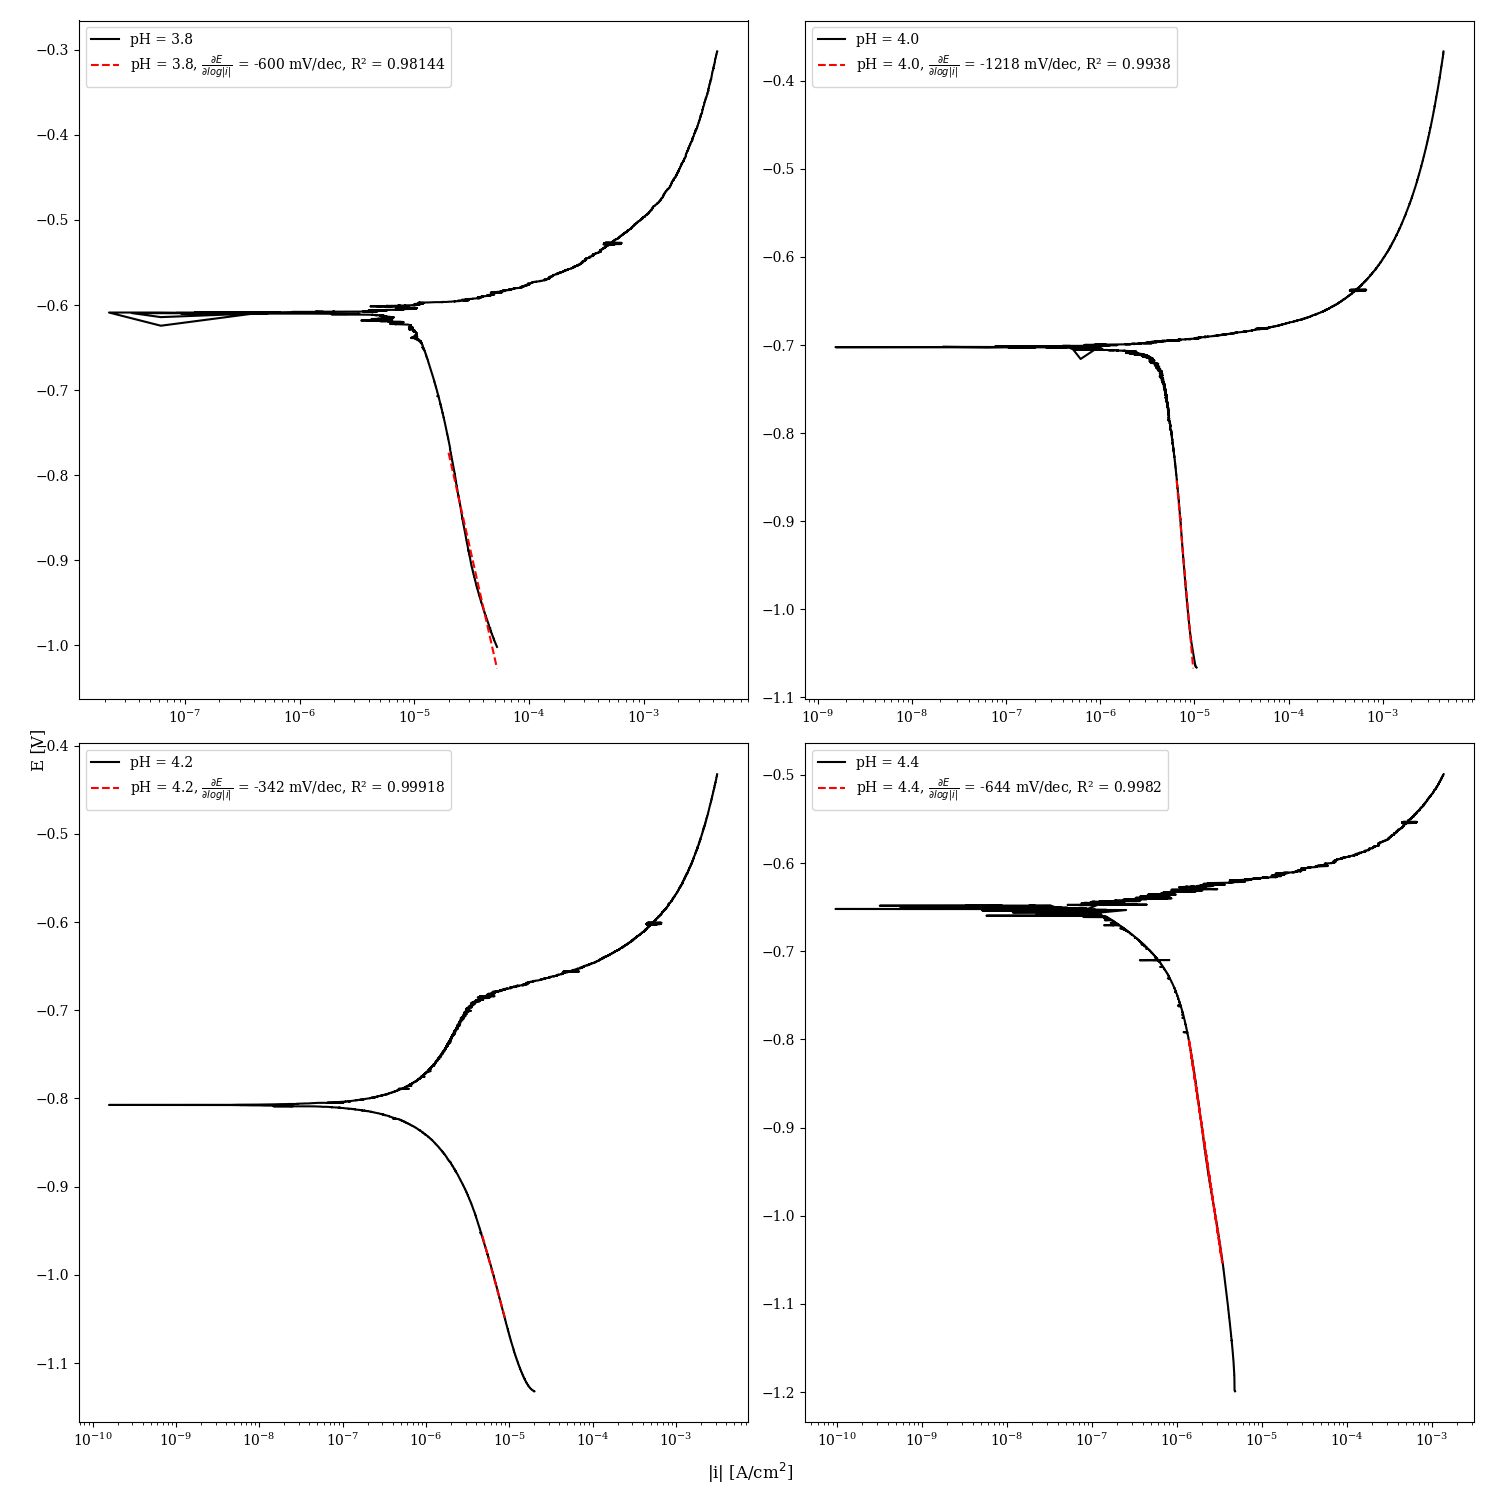 pH = 3.8
pH = 3.8, ∂E/∂log|i| = -600 mV/dec, R² = 0.98144
−0.3
−0.4
−0.5
−0.6
−0.7
−0.8
−0.9
−1.0
10⁻⁷ 10⁻⁶ 10⁻⁵ 10⁻⁴ 10⁻³
pH = 4.0
pH = 4.0, ∂E/∂log|i| = -1218 mV/dec, R² = 0.9938
−0.4
−0.5
−0.6
−0.7
−0.8
−0.9
−1.0
−1.1
10⁻⁹ 10⁻⁸ 10⁻⁷ 10⁻⁶ 10⁻⁵ 10⁻⁴ 10⁻³
E [V]
pH = 4.2
pH = 4.2, ∂E/∂log|i| = -342 mV/dec, R² = 0.99918
−0.4
−0.5
−0.6
−0.7
−0.8
−0.9
−1.0
−1.1
10⁻¹⁰ 10⁻⁹ 10⁻⁸ 10⁻⁷ 10⁻⁶ 10⁻⁵ 10⁻⁴ 10⁻³
pH = 4.4
pH = 4.4, ∂E/∂log|i| = -644 mV/dec, R² = 0.9982
−0.5
−0.6
−0.7
−0.8
−0.9
−1.0
−1.1
−1.2
10⁻¹⁰ 10⁻⁹ 10⁻⁸ 10⁻⁷ 10⁻⁶ 10⁻⁵ 10⁻⁴ 10⁻³
|i| [A/cm²]